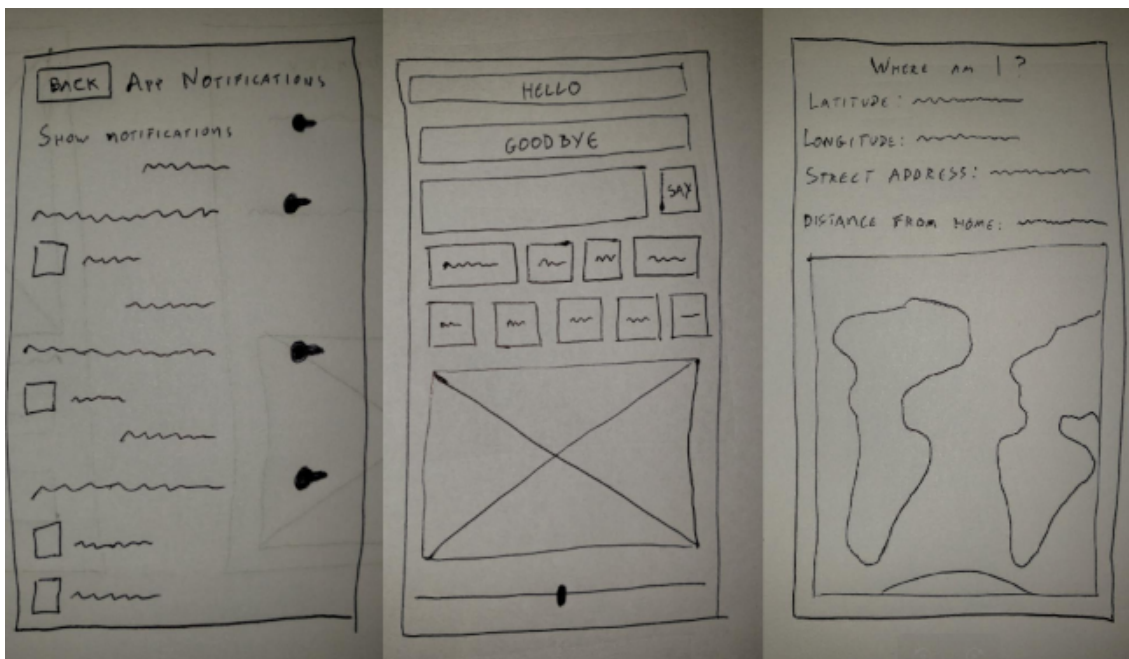 BACK APP NOTIFICATIONS
SHOW NOTIFICATIONS
HELLO
GOODBYE
SAY
WHERE AM I?
LATITUDE:
LONGITUDE:
STREET ADDRESS:
DISTANCE FROM HOME: